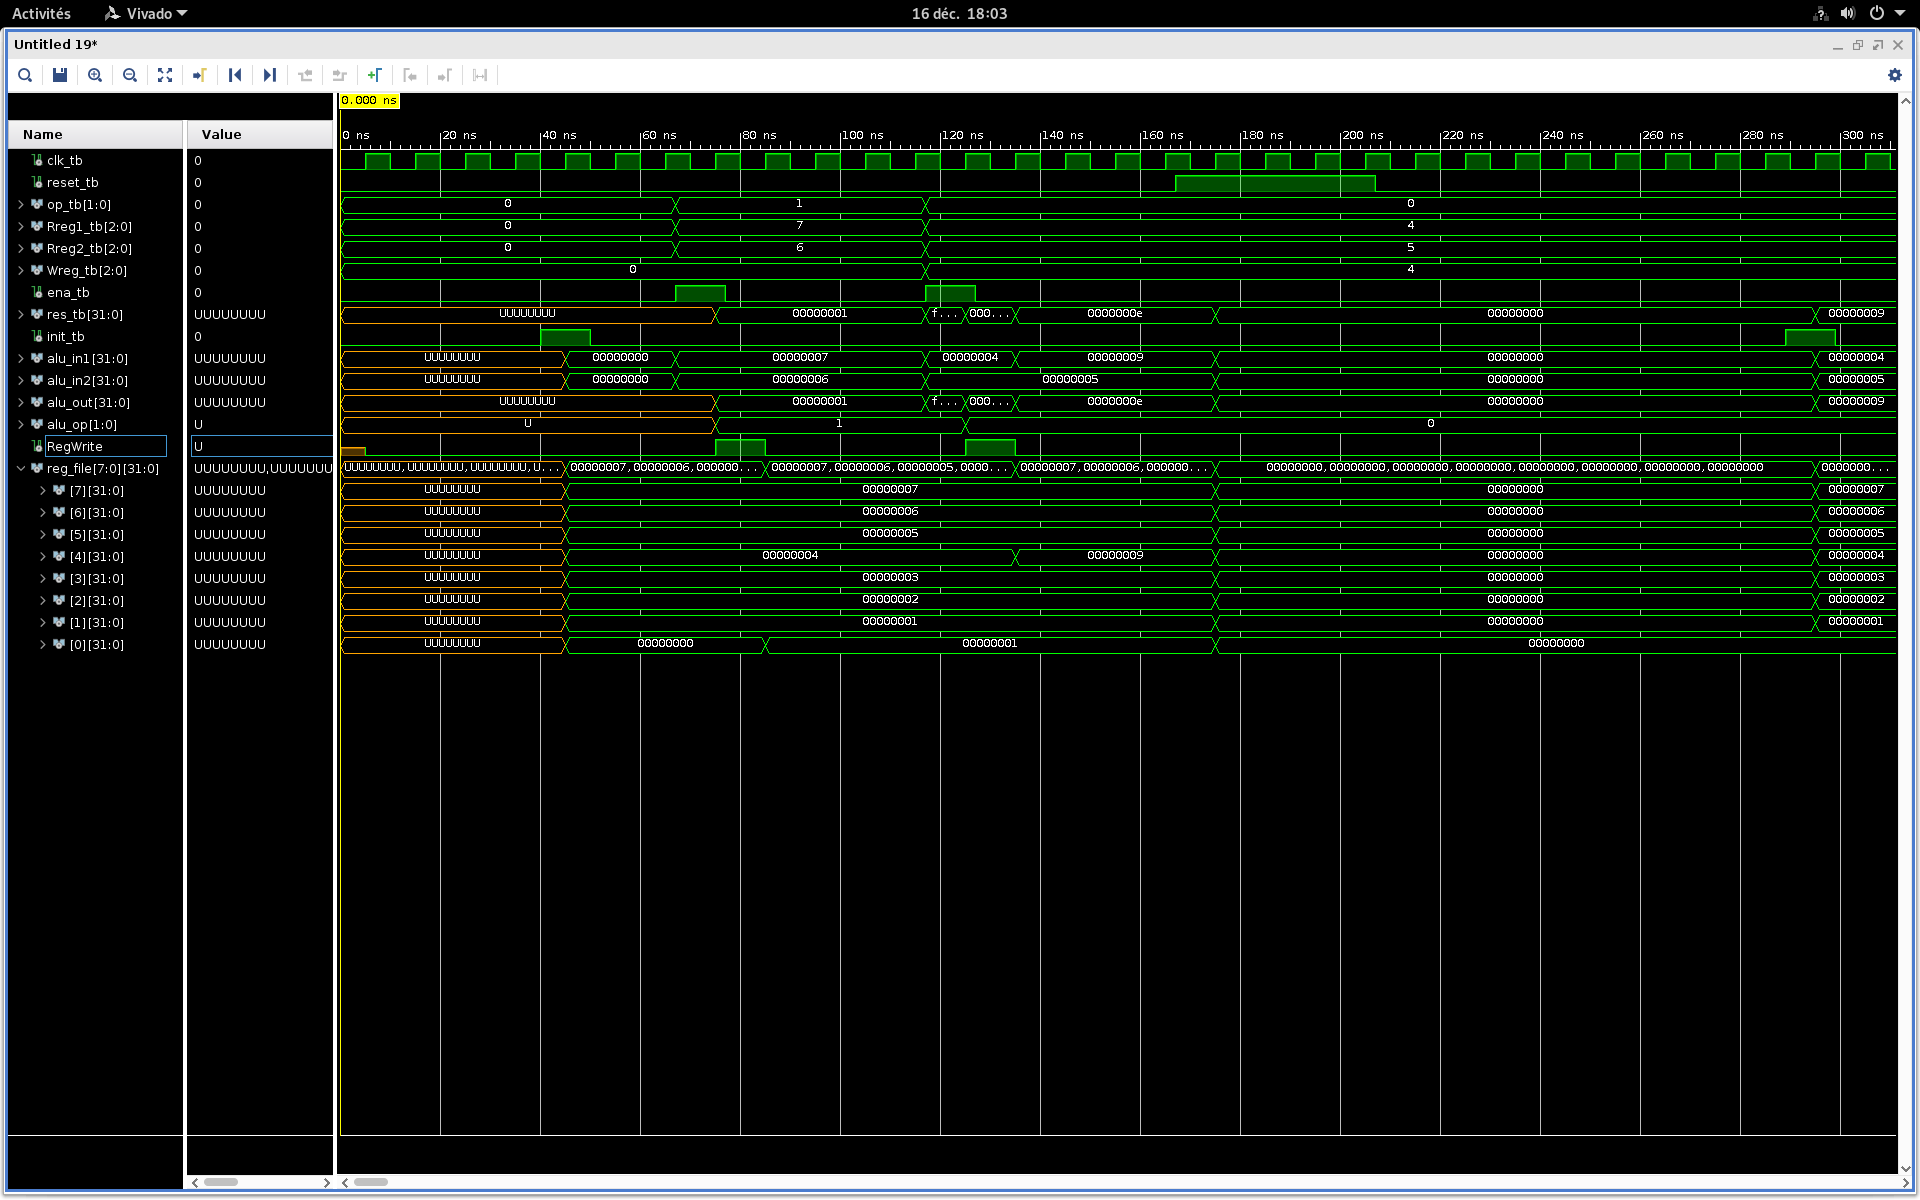 Activités Vivado 16 déc. 18:03
Untitled 19*
0.000 ns
Name Value 0 ns 20 ns 40 ns 60 ns 80 ns 100 ns 120 ns 140 ns 160 ns 180 ns 200 ns 220 ns 240 ns 260 ns 280 ns 300 ns
clk_tb 0
reset_tb 0
op_tb[1:0] 0 0 1 0
Rreg1_tb[2:0] 0 0 7 4
Rreg2_tb[2:0] 0 0 6 5
Wreg_tb[2:0] 0 0 4
ena_tb 0
res_tb[31:0] UUUUUUUU UUUUUUUU 00000001 f... 000... 0000000e 00000000 00000009
init_tb 0
alu_in1[31:0] UUUUUUUU UUUUUUUU 00000000 00000007 00000004 00000009 00000000 00000004
alu_in2[31:0] UUUUUUUU UUUUUUUU 00000000 00000006 00000005 00000000 00000005
alu_out[31:0] UUUUUUUU UUUUUUUU 00000001 f... 000... 0000000e 00000000 00000009
alu_op[1:0] U U 1 0
RegWrite U
reg_file[7:0][31:0] UUUUUUUU,UUUUUUU UUUUUUUU,UUUUUUUU,UUUUUUUU,U... 00000007,00000006,000000... 00000007,00000006,00000005,0000... 00000007,00000006,000000... 00000000,00000000,00000000,00000000,00000000,00000000,00000000,00000000 0000000...
[7][31:0] UUUUUUUU UUUUUUUU 00000007 00000000 00000007
[6][31:0] UUUUUUUU UUUUUUUU 00000006 00000000 00000006
[5][31:0] UUUUUUUU UUUUUUUU 00000005 00000000 00000005
[4][31:0] UUUUUUUU UUUUUUUU 00000004 00000009 00000000 00000004
[3][31:0] UUUUUUUU UUUUUUUU 00000003 00000000 00000003
[2][31:0] UUUUUUUU UUUUUUUU 00000002 00000000 00000002
[1][31:0] UUUUUUUU UUUUUUUU 00000001 00000000 00000001
[0][31:0] UUUUUUUU UUUUUUUU 00000000 00000001 00000000